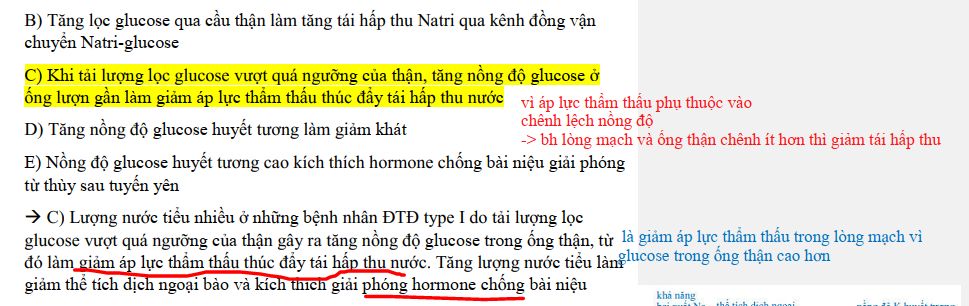 B) Tăng lọc glucose qua cầu thận làm tăng tái hấp thu Natri qua kênh đồng vận
chuyển Natri-glucose
C) Khi tải lượng lọc glucose vượt quá ngưỡng của thận, tăng nồng độ glucose ở
ống lượn gần làm giảm áp lực thẩm thấu thúc đẩy tái hấp thu nước
vì áp lực thẩm thấu phụ thuộc vào
chênh lệch nồng độ
-> bh lòng mạch và ống thận chênh ít hơn thì giảm tái hấp thu
D) Tăng nồng độ glucose huyết tương làm giảm khát
E) Nồng độ glucose huyết tương cao kích thích hormone chống bài niệu giải phóng
từ thùy sau tuyến yên
→ C) Lượng nước tiểu nhiều ở những bệnh nhân ĐTĐ type I do tải lượng lọc
glucose vượt quá ngưỡng của thận gây ra tăng nồng độ glucose trong ống thận, từ
đó làm giảm áp lực thẩm thấu thúc đẩy tái hấp thu nước. Tăng lượng nước tiểu làm
giảm thể tích dịch ngoại bào và kích thích giải phóng hormone chống bài niệu
là giảm áp lực thẩm thấu trong lòng mạch vì
glucose trong ống thận cao hơn
khả năng